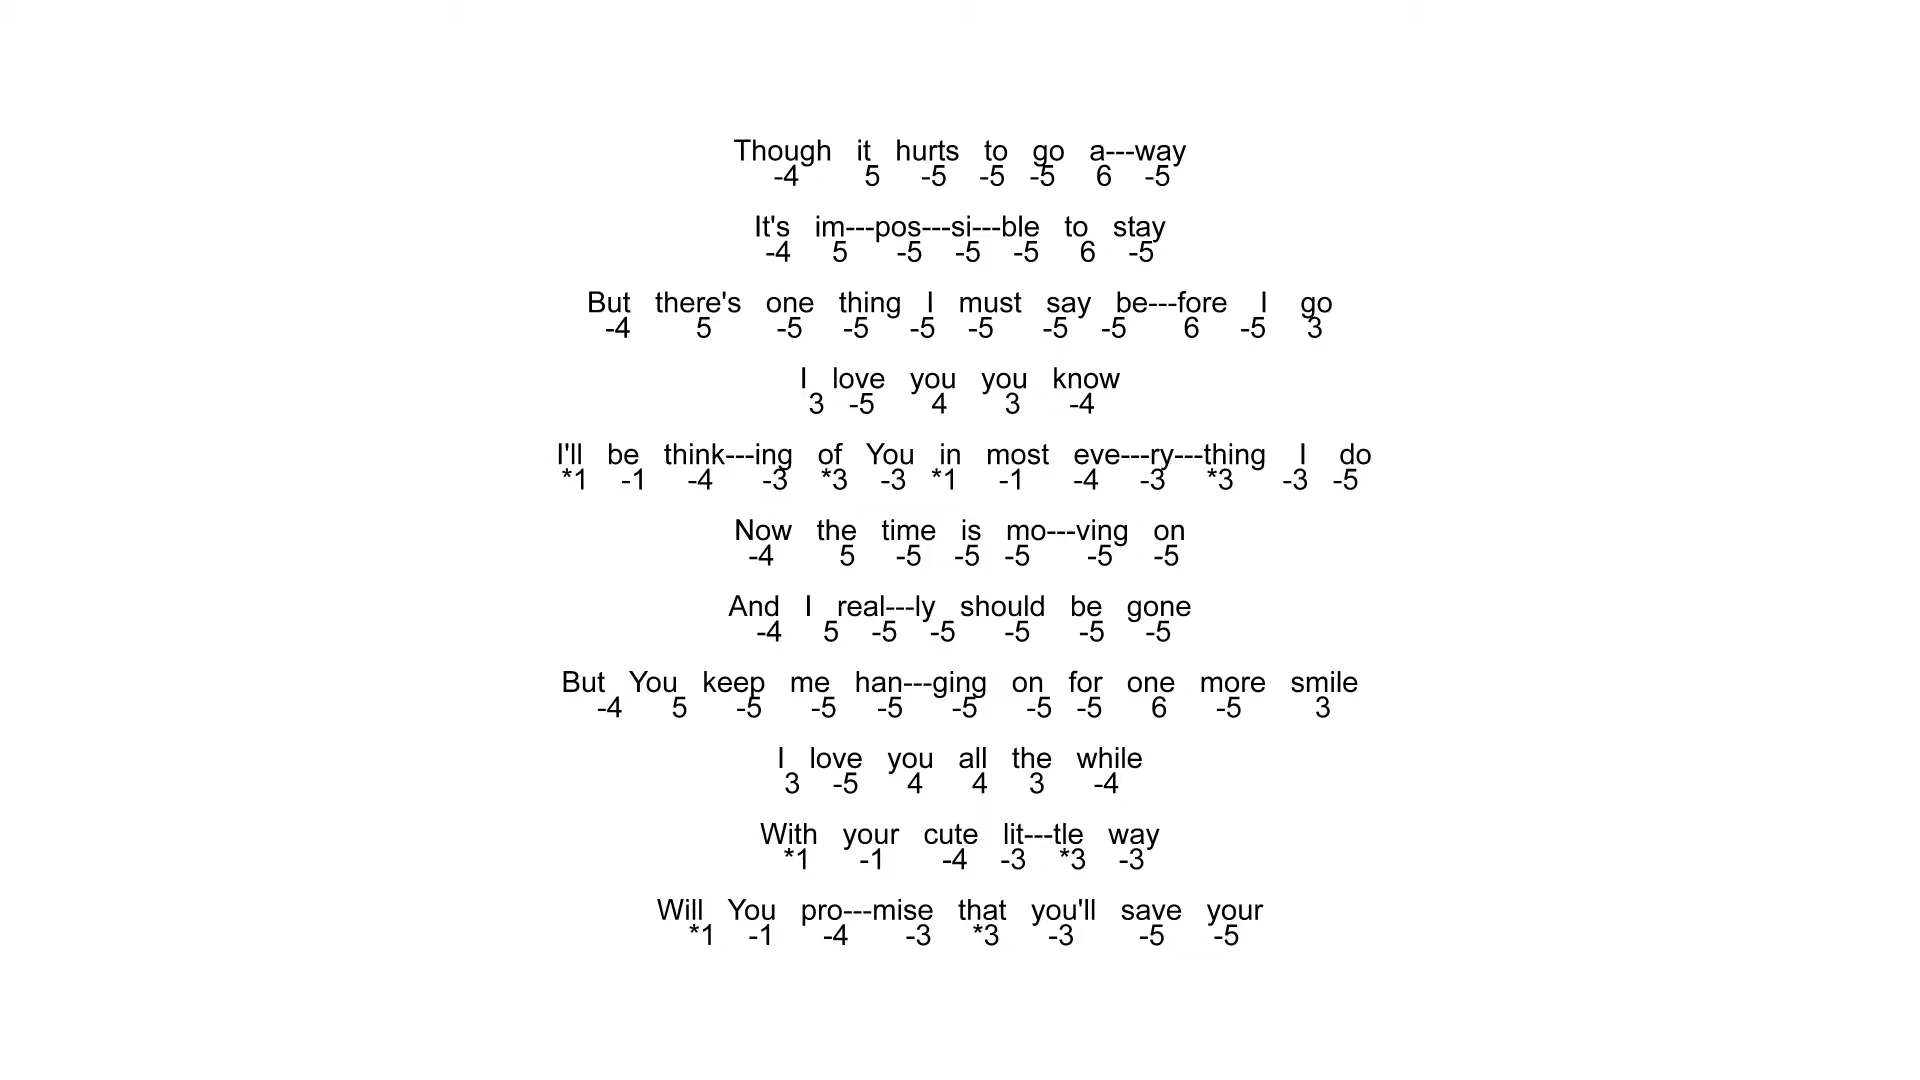 Though it hurts to go a---way
-4 5 -5 -5 -5 6 -5
It's im---pos---si---ble to stay
-4 5 -5 -5 -5 6 -5
But there's one thing I must say be---fore I go
-4 5 -5 -5 -5 -5 -5 -5 6 -5 3
I love you you know
3 -5 4 3 -4
I'll be think---ing of You in most eve---ry---thing I do
*1 -1 -4 -3 *3 -3 *1 -1 -4 -3 *3 -3 -5
Now the time is mo---ving on
-4 5 -5 -5 -5 -5 -5
And I real---ly should be gone
-4 5 -5 -5 -5 -5 -5
But You keep me han---ging on for one more smile
-4 5 -5 -5 -5 -5 -5 -5 6 -5 3
I love you all the while
3 -5 4 4 3 -4
With your cute lit---tle way
*1 -1 -4 -3 *3 -3
Will You pro---mise that you'll save your
*1 -1 -4 -3 *3 -3 -5 -5